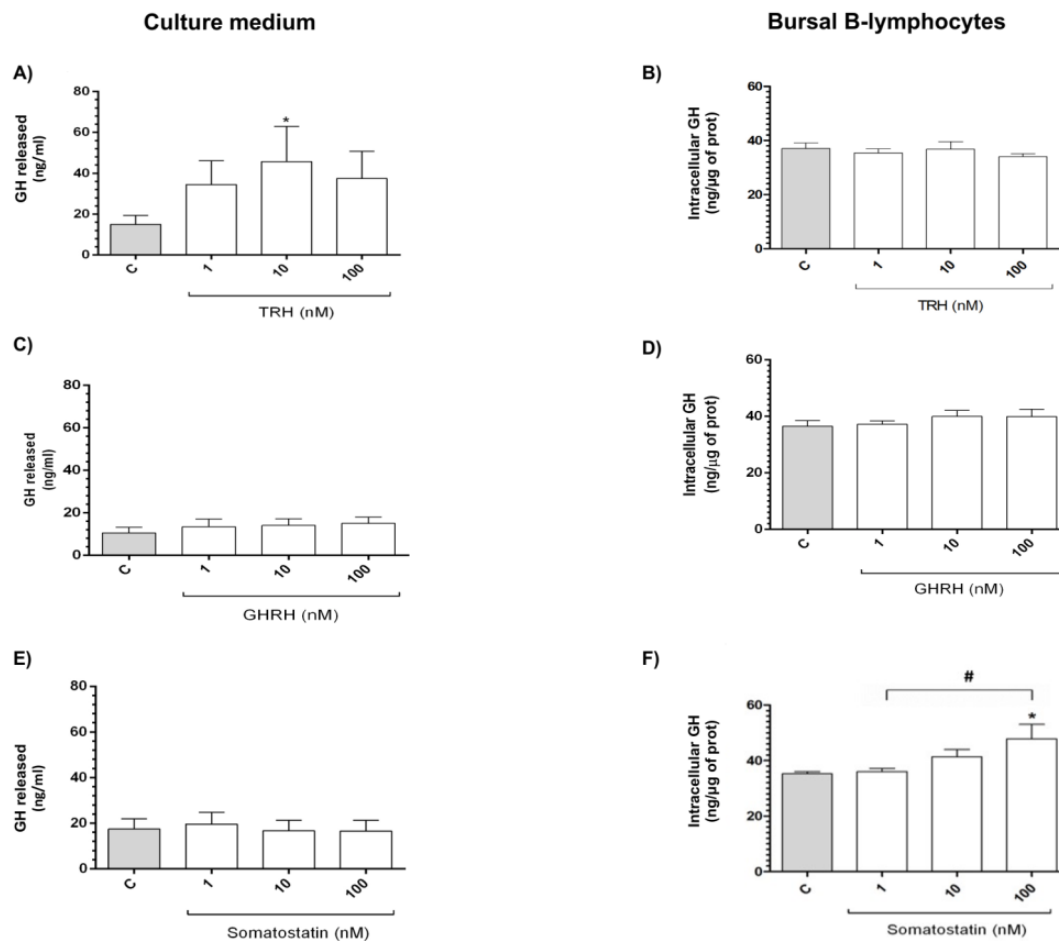 Culture medium
Bursal B-lymphocytes
A)
GH released
(ng/ml)
80
60
40
20
0
*
C
1
10
100
TRH (nM)
B)
Intracellular GH
(ng/µg of prot)
60
40
20
0
C
1
10
100
TRH (nM)
C)
GH released
(ng/ml)
80
60
40
20
0
C
1
10
100
GHRH (nM)
D)
Intracellular GH
(ng/µg of prot)
60
40
20
0
C
1
10
100
GHRH (nM)
E)
GH released
(ng/ml)
80
60
40
20
0
C
1
10
100
Somatostatin (nM)
F)
Intracellular GH
(ng/µg of prot)
60
40
20
0
#
*
C
1
10
100
Somatostatin (nM)